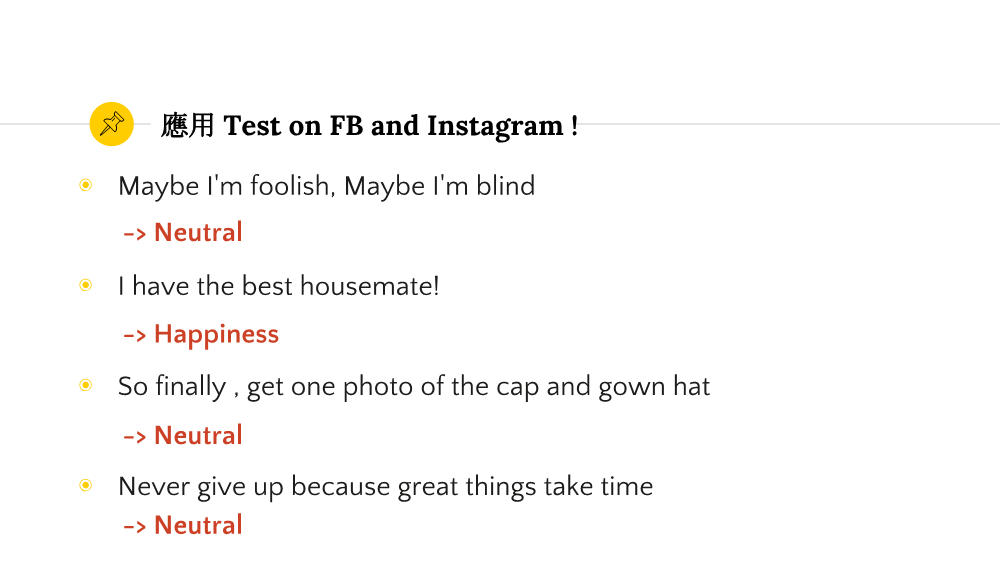 應用 Test on FB and Instagram !
Maybe I'm foolish, Maybe I'm blind
-> Neutral
I have the best housemate!
-> Happiness
So finally , get one photo of the cap and gown hat
-> Neutral
Never give up because great things take time
-> Neutral